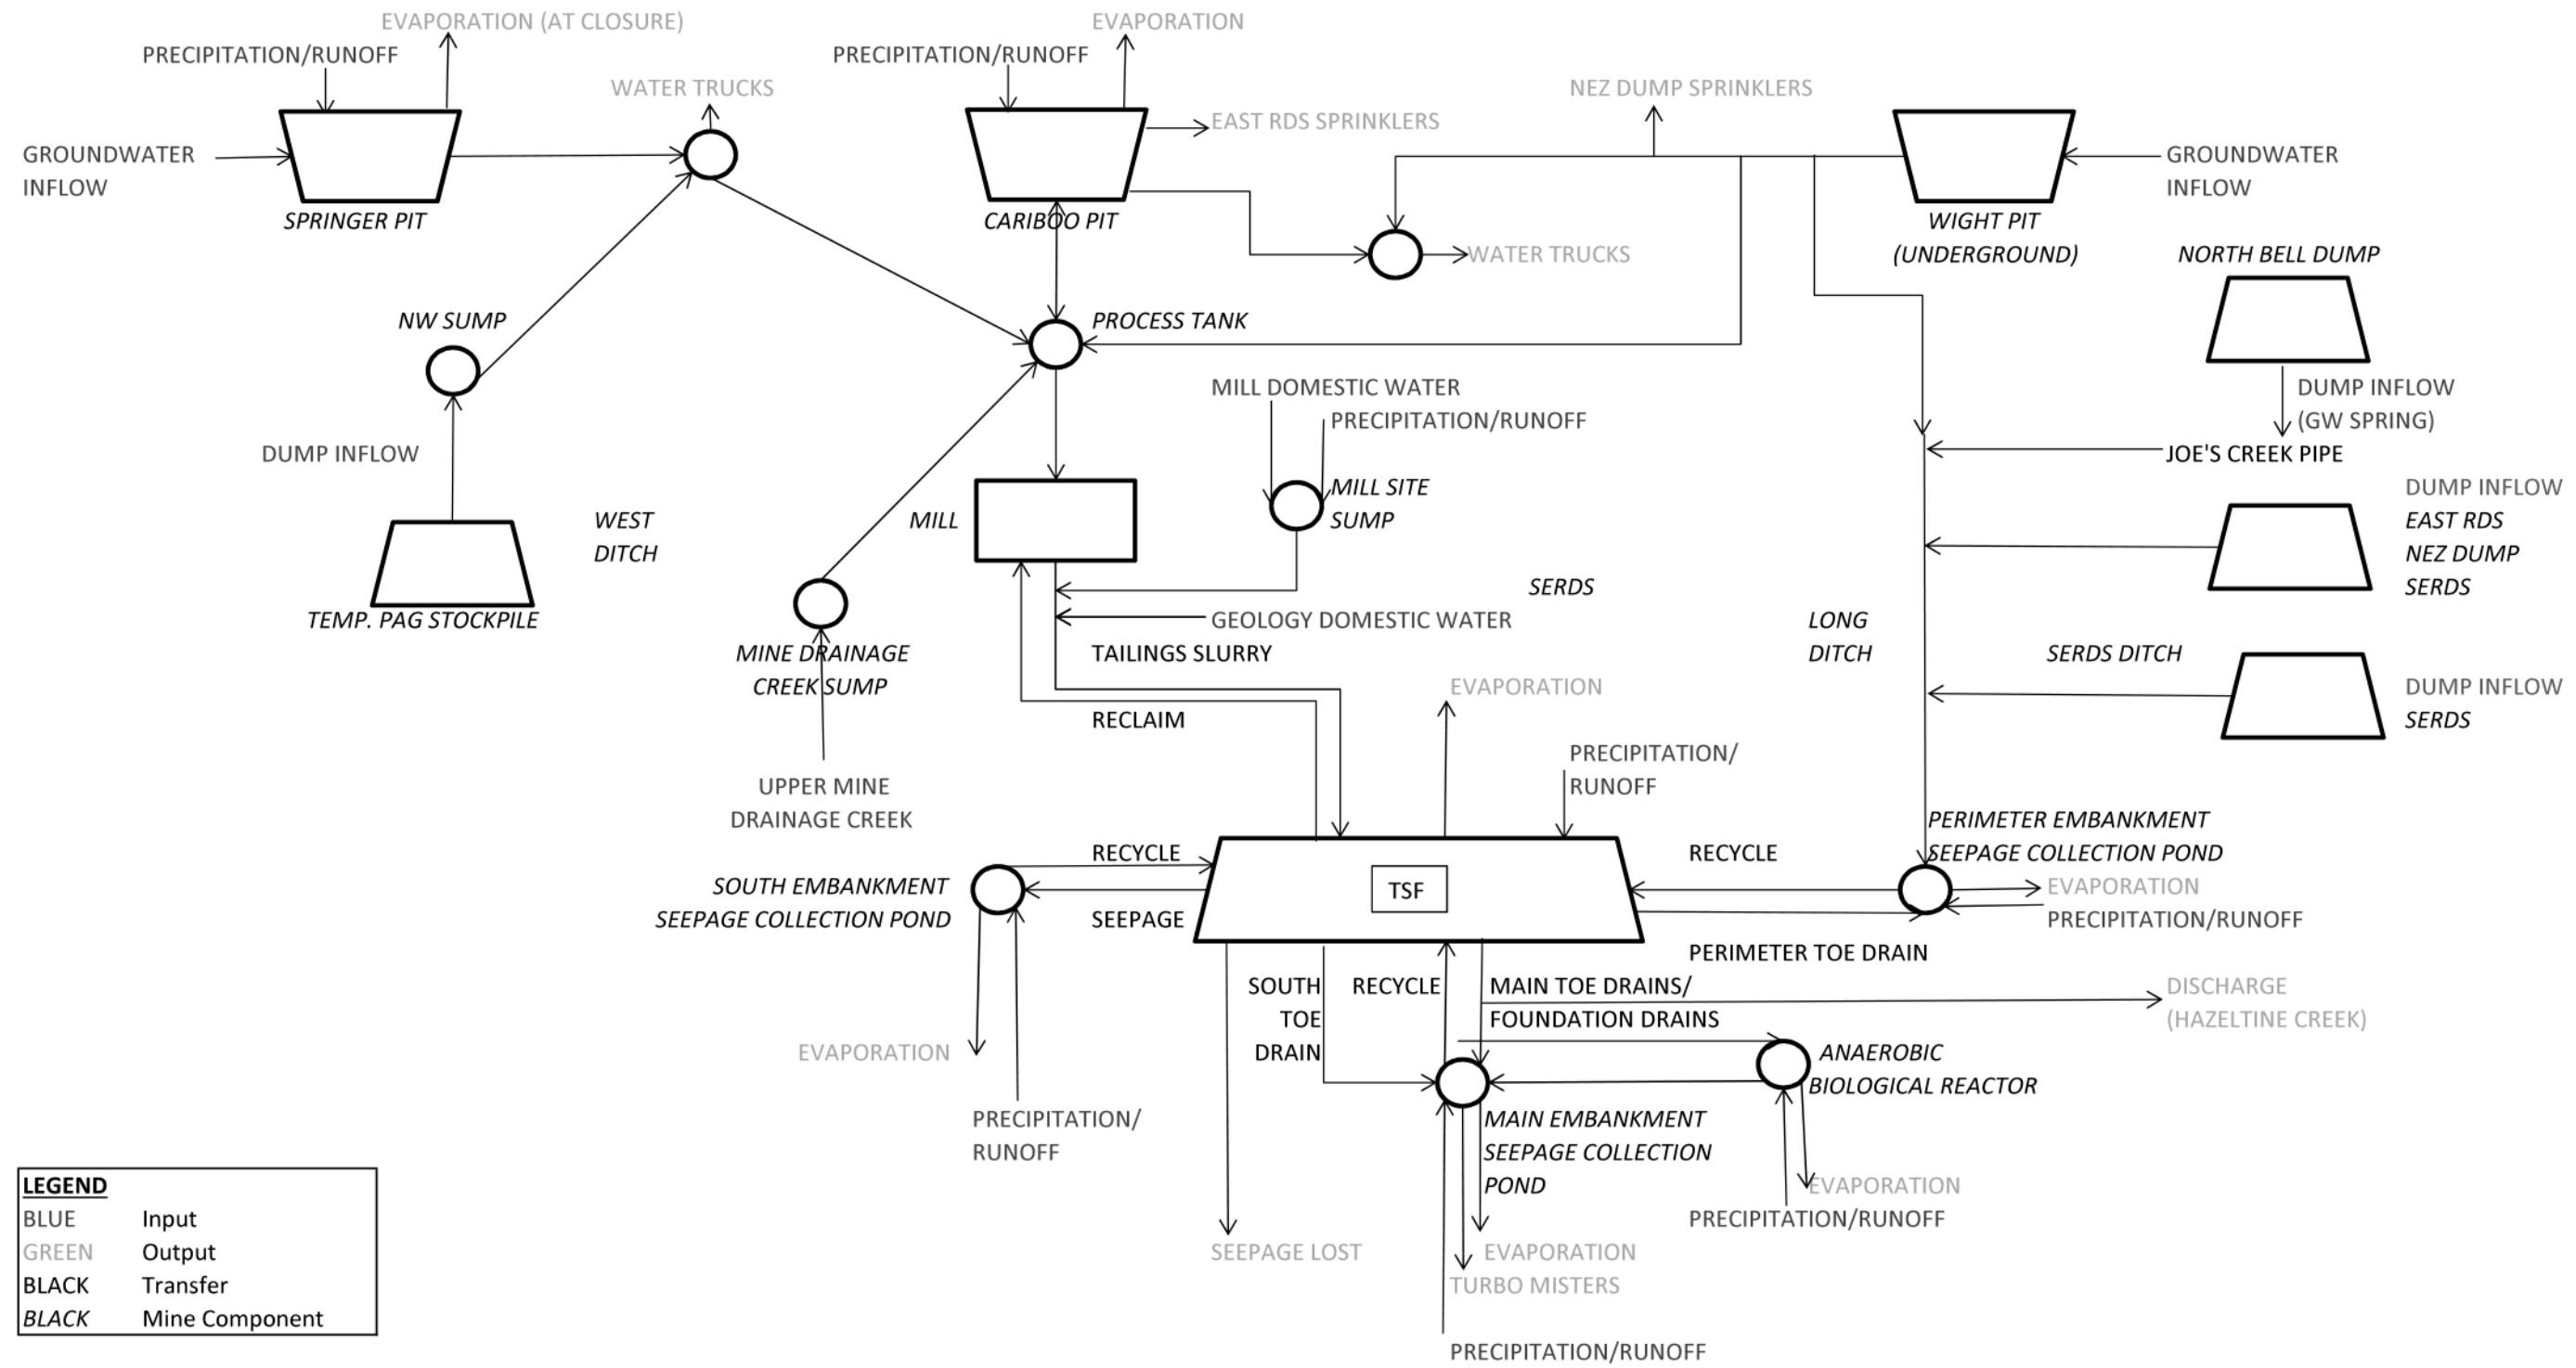 EVAPORATION (AT CLOSURE)
EVAPORATION
PRECIPITATION/RUNOFF
PRECIPITATION/RUNOFF
WATER TRUCKS
NEZ DUMP SPRINKLERS
EAST RDS SPRINKLERS
GROUNDWATER
INFLOW
GROUNDWATER
INFLOW
SPRINGER PIT
CARIBOO PIT
WIGHT PIT
(UNDERGROUND)
WATER TRUCKS
NORTH BELL DUMP
NW SUMP
PROCESS TANK
MILL DOMESTIC WATER
PRECIPITATION/RUNOFF
DUMP INFLOW
(GW SPRING)
DUMP INFLOW
JOE'S CREEK PIPE
MILL SITE
SUMP
DUMP INFLOW
EAST RDS
NEZ DUMP
SERDS
WEST
DITCH
MILL
SERDS
TEMP. PAG STOCKPILE
GEOLOGY DOMESTIC WATER
LONG
DITCH
MINE DRAINAGE
CREEK SUMP
TAILINGS SLURRY
SERDS DITCH
EVAPORATION
DUMP INFLOW
SERDS
RECLAIM
PRECIPITATION/
RUNOFF
UPPER MINE
DRAINAGE CREEK
PERIMETER EMBANKMENT
SEEPAGE COLLECTION POND
RECYCLE
RECYCLE
SOUTH EMBANKMENT
SEEPAGE COLLECTION POND
TSF
EVAPORATION
PRECIPITATION/RUNOFF
SEEPAGE
PERIMETER TOE DRAIN
SOUTH
TOE
DRAIN
RECYCLE
MAIN TOE DRAINS/
FOUNDATION DRAINS
DISCHARGE
(HAZELTINE CREEK)
EVAPORATION
ANAEROBIC
BIOLOGICAL REACTOR
PRECIPITATION/
RUNOFF
MAIN EMBANKMENT
SEEPAGE COLLECTION
POND
EVAPORATION
PRECIPITATION/RUNOFF
SEEPAGE LOST
EVAPORATION
TURBO MISTERS
PRECIPITATION/RUNOFF
LEGEND
BLUE Input
GREEN Output
BLACK Transfer
BLACK Mine Component